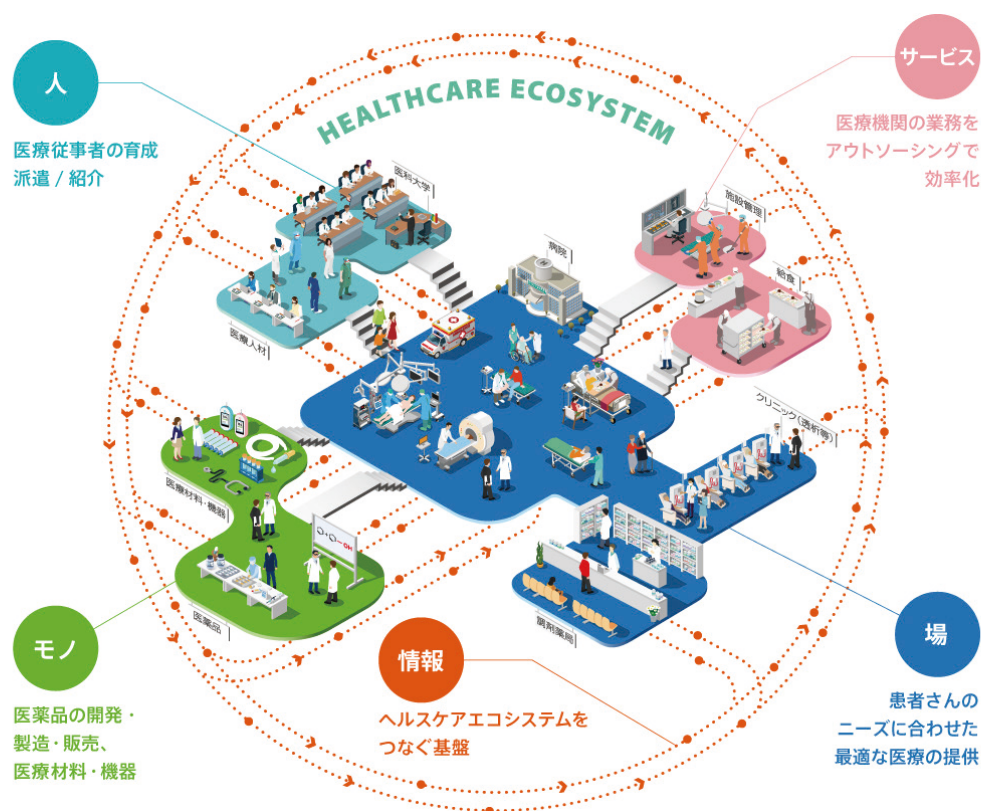 HEALTHCARE ECOSYSTEM
人
医療従事者の育成
派遣 / 紹介
サービス
医療機関の業務を
アウトソーシングで
効率化
医科大学
医療人材
病院
施設管理
給食
クリニック(透析等)
医療材料・機器
医薬品
調剤薬局
モノ
医薬品の開発・
製造・販売、
医療材料・機器
情報
ヘルスケアエコシステムを
つなぐ基盤
場
患者さんの
ニーズに合わせた
最適な医療の提供